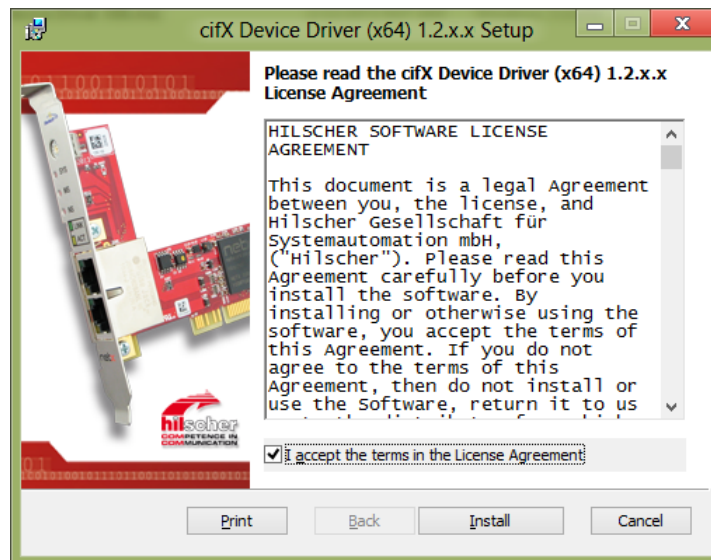 cifX Device Driver (x64) 1.2.x.x Setup
Please read the cifX Device Driver (x64) 1.2.x.x
License Agreement
HILSCHER SOFTWARE LICENSE
AGREEMENT
This document is a legal Agreement
between you, the license, and
Hilscher Gesellschaft für
Systemautomation mbH,
("Hilscher"). Please read this
Agreement carefully before you
install the software. By
installing or otherwise using the
software, you accept the terms of
this Agreement. If you do not
agree to the terms of this
Agreement, then do not install or
use the Software, return it to us
hilscher
COMPETENCE IN
COMMUNICATION
I accept the terms in the License Agreement
Print
Back
Install
Cancel